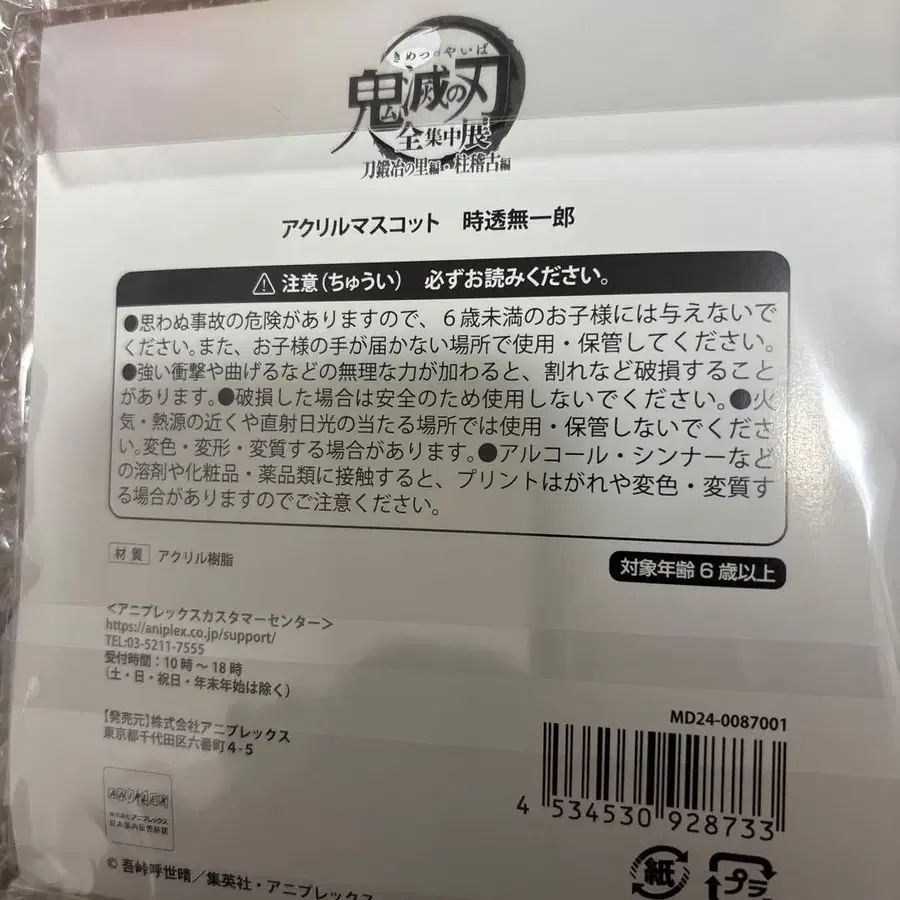 きめつのやいば
鬼滅の刃
全集中展
刀鍛冶の里編・柱稽古編
アクリルマスコット 時透無一郎
注意(ちゅうい) 必ずお読みください。
●思わぬ事故の危険がありますので、６歳未満のお子様には与えないで
ください。また、お子様の手が届かない場所で使用・保管してください。
●強い衝撃や曲げるなどの無理な力が加わると、割れなど破損すること
があります。●破損した場合は安全のため使用しないでください。●火
気・熱源の近くや直射日光の当たる場所では使用・保管しないでくださ
い。変色・変形・変質する場合があります。●アルコール・シンナーなど
の溶剤や化粧品・薬品類に接触すると、プリントはがれや変色・変質す
る場合がありますのでご注意ください。
材質 アクリル樹脂
対象年齢６歳以上
＜アニプレックスカスタマーセンター＞
https://aniplex.co.jp/support/
TEL:03-5211-7555
受付時間：10時～18時
(土・日・祝日・年末年始は除く)
【発売元】株式会社アニプレックス
東京都千代田区六番町4-5
MD24-0087001
4 534530 928733
ANIPLEX
株式会社アニプレックス
日本国内販売許諾
© 吾峠呼世晴／集英社・アニプレックス
紙
プラ